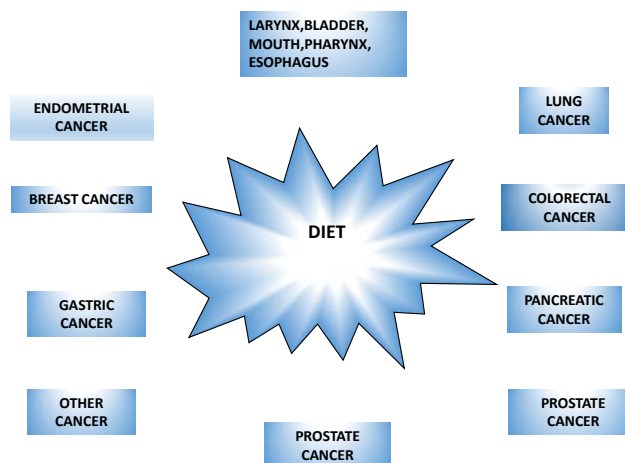 LARYNX,BLADDER,
MOUTH,PHARYNX,
ESOPHAGUS
ENDOMETRIAL
CANCER
LUNG
CANCER
BREAST CANCER
COLORECTAL
CANCER
DIET
GASTRIC
CANCER
PANCREATIC
CANCER
OTHER
CANCER
PROSTATE
CANCER
PROSTATE
CANCER